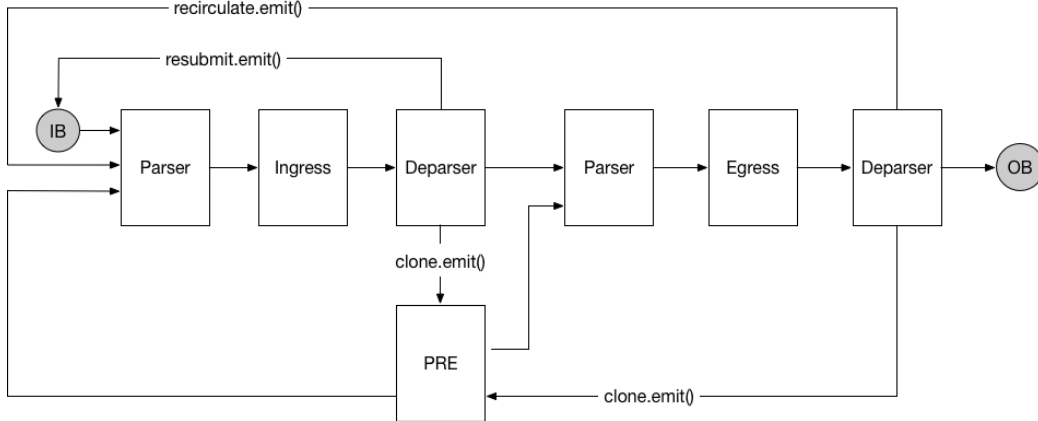 recirculate.emit()
resubmit.emit()
IB
Parser
Ingress
Deparser
Parser
Egress
Deparser
OB
clone.emit()
PRE
clone.emit()